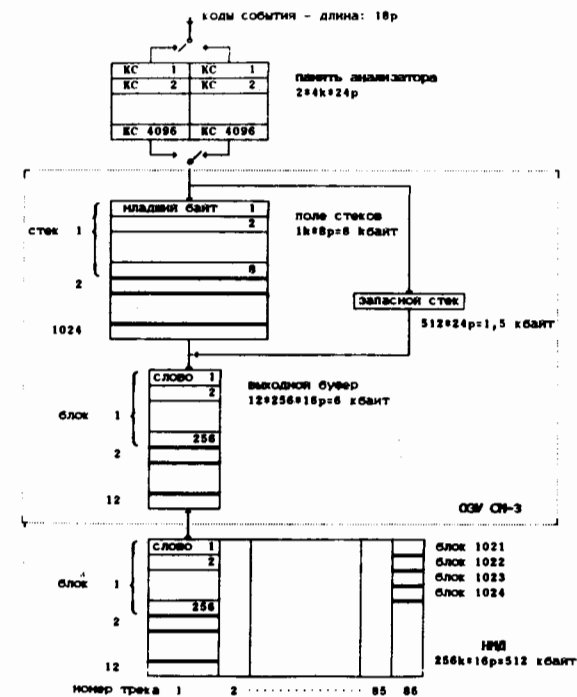 коды события - длина: 18р
КС 1 КС 1
КС 2 КС 2
КС 4096 КС 4096
память анализатора
2*4k*24р
младший байт 1
2
8
стек 1
2
1024
поле стеков
1k*8р=8 кбайт
запасной стек
512*24р=1,5 кбайт
слово 1
2
256
блок 1
2
12
выходной буфер
12*256*16р=6 кбайт
ОЗУ СМ-3
слово 1
2
256
блок 1
2
12
блок 1021
блок 1022
блок 1023
блок 1024
НМД
256k*16р=512 кбайт
номер трека 1 2 ·················· 85 86